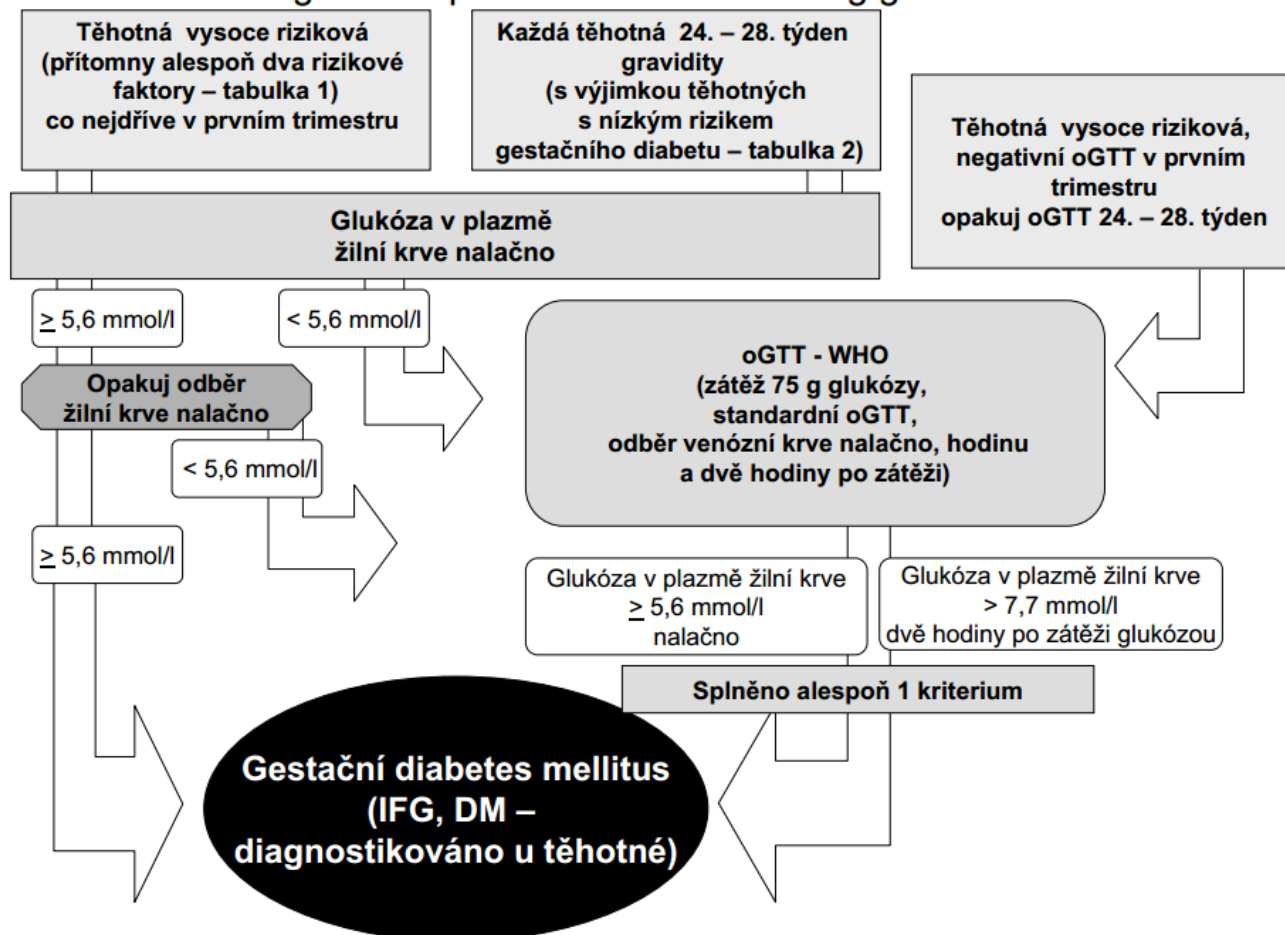 Těhotná vysoce riziková
(přítomny alespoň dva rizikové
faktory – tabulka 1)
co nejdříve v prvním trimestru
Každá těhotná 24. – 28. týden
gravidity
(s výjimkou těhotných
s nízkým rizikem
gestačního diabetu – tabulka 2)
Těhotná vysoce riziková,
negativní oGTT v prvním
trimestru
opakuj oGTT 24. – 28. týden
Glukóza v plazmě
žilní krve nalačno
≥ 5,6 mmol/l
< 5,6 mmol/l
Opakuj odběr
žilní krve nalačno
< 5,6 mmol/l
≥ 5,6 mmol/l
oGTT - WHO
(zátěž 75 g glukózy,
standardní oGTT,
odběr venózní krve nalačno, hodinu
a dvě hodiny po zátěži)
Glukóza v plazmě žilní krve
≥ 5,6 mmol/l
nalačno
Glukóza v plazmě žilní krve
> 7,7 mmol/l
dvě hodiny po zátěži glukózou
Splněno alespoň 1 kriterium
Gestační diabetes mellitus
(IFG, DM –
diagnostikováno u těhotné)